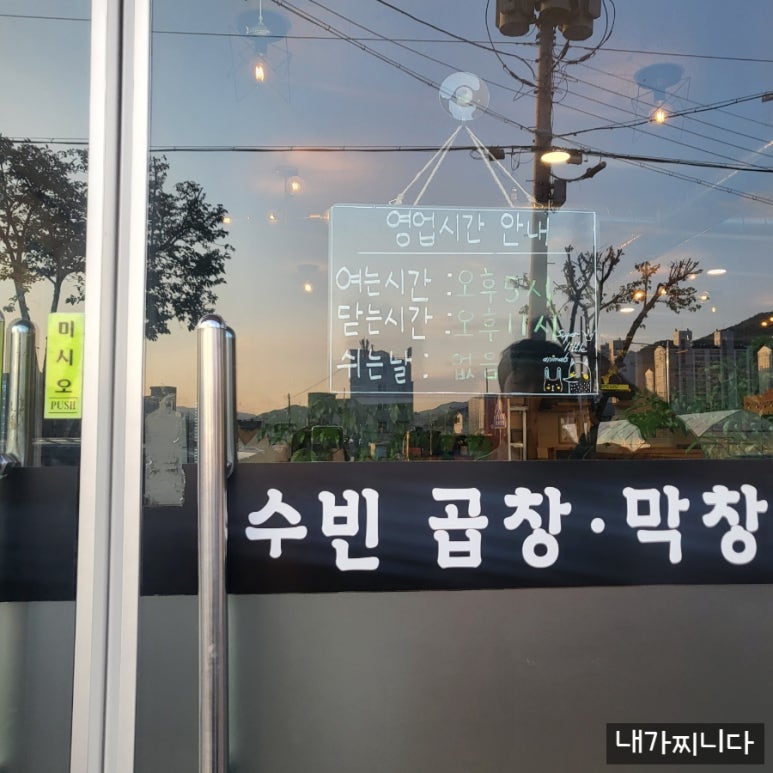 영업시간 안내
여는시간 : 오후 5시
닫는시간 : 오후 11시
쉬는날 : 없음
little
animals
미시오
PUSH
수빈 곱창·막창
내가찌니다